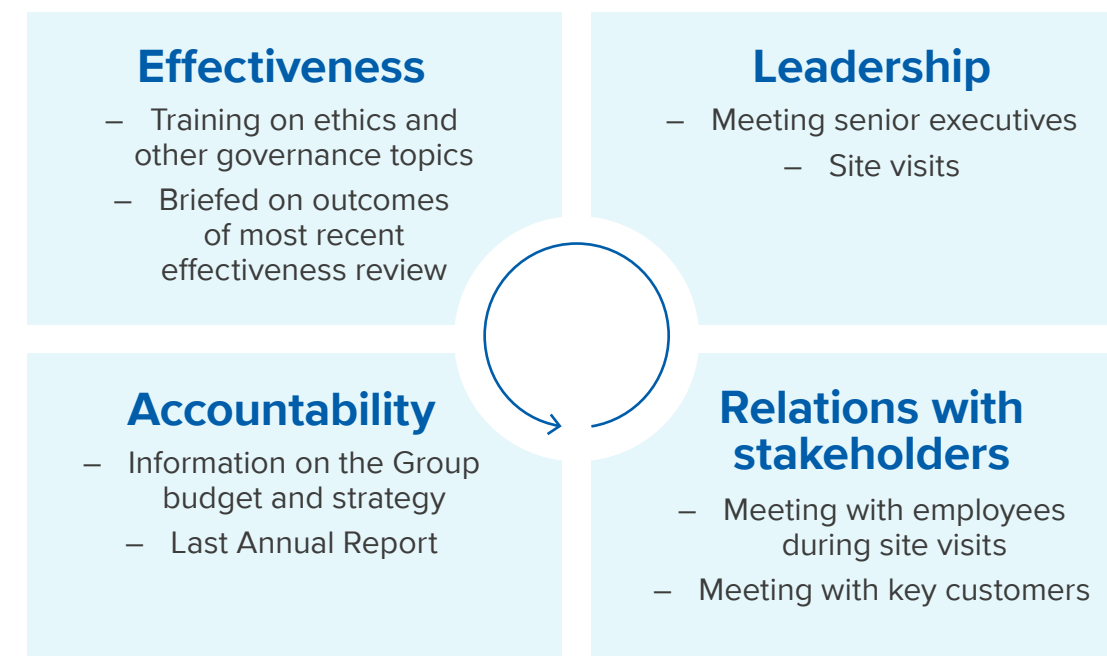 Effectiveness
– Training on ethics and
other governance topics
– Briefed on outcomes
of most recent
effectiveness review
Leadership
– Meeting senior executives
– Site visits
Accountability
– Information on the Group
budget and strategy
– Last Annual Report
Relations with
stakeholders
– Meeting with employees
during site visits
– Meeting with key customers